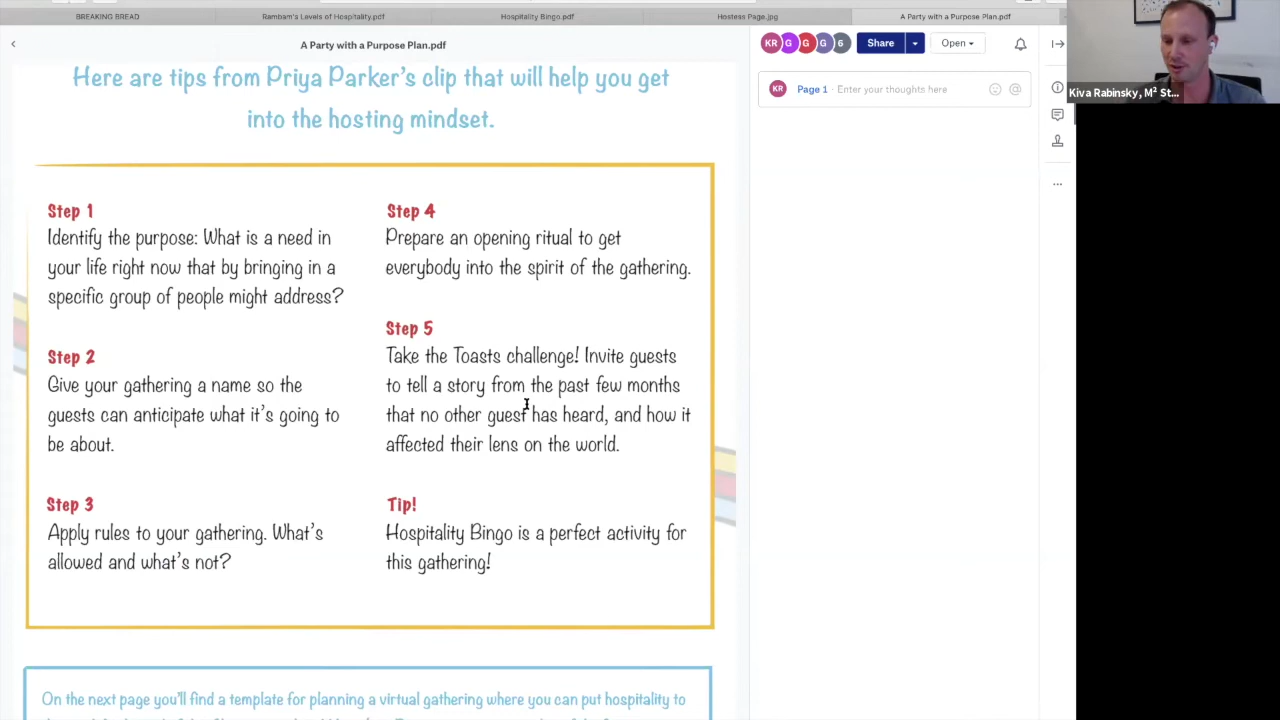 BREAKING BREAD
Rambam's Levels of Hospitality.pdf
Hospitality Bingo.pdf
Hostess Page.jpg
A Party with a Purpose Plan.pdf
A Party with a Purpose Plan.pdf
KR G G G 6
Share
Open
Kiva Rabinsky, M² St...
KR Page 1 · Enter your thoughts here
Here are tips from Priya Parker's clip that will help you get
into the hosting mindset.
Step 1
Identify the purpose: What is a need in
your life right now that by bringing in a
specific group of people might address?
Step 2
Give your gathering a name so the
guests can anticipate what it's going to
be about.
Step 3
Apply rules to your gathering. What's
allowed and what's not?
Step 4
Prepare an opening ritual to get
everybody into the spirit of the gathering.
Step 5
Take the Toasts challenge! Invite guests
to tell a story from the past few months
that no other guest has heard, and how it
affected their lens on the world.
Tip!
Hospitality Bingo is a perfect activity for
this gathering!
On the next page you'll find a template for planning a virtual gathering where you can put hospitality to